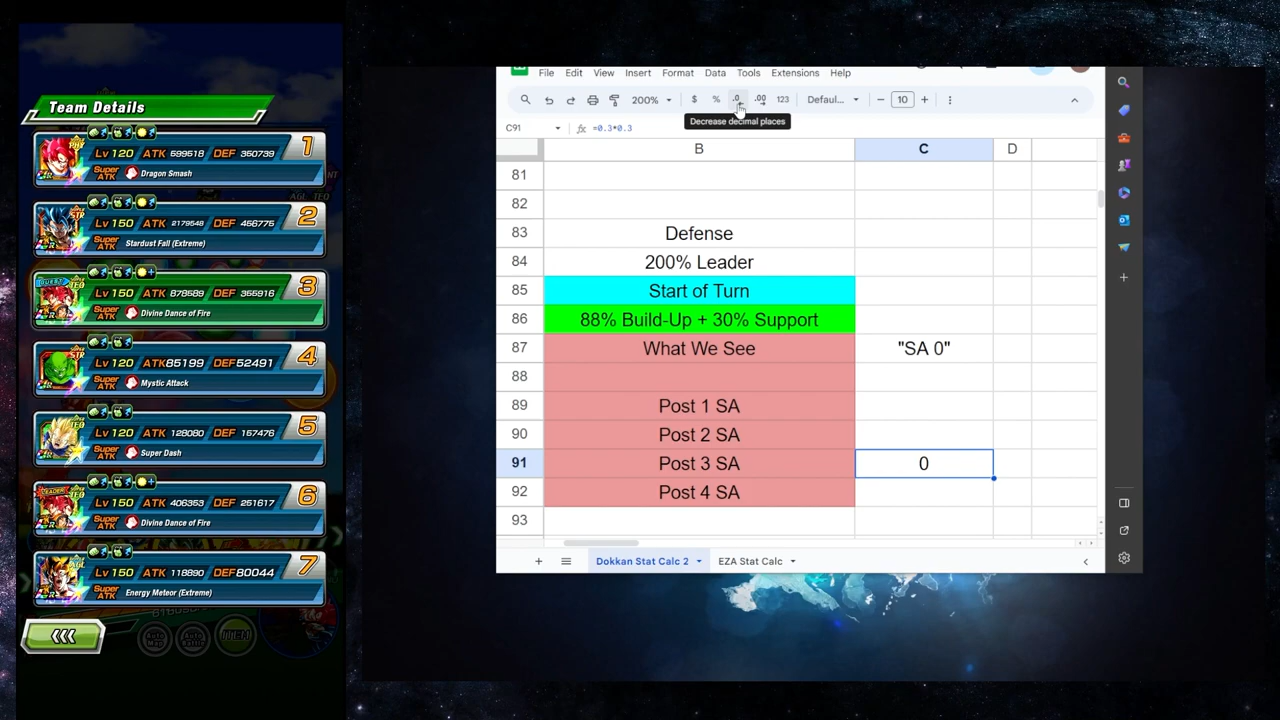 Team Details
1
Lv 120 ATK 599518 DEF 350739
Super ATK Dragon Smash
2
Lv 150 ATK 2179548 DEF 456775
Super ATK Stardust Fall (Extreme)
GUEST
3
Lv 150 ATK 878589 DEF 355916
Super ATK Divine Dance of Fire
4
Lv 120 ATK 85199 DEF 52491
Super ATK Mystic Attack
5
Lv 120 ATK 128080 DEF 157476
Super ATK Super Dash
LEADER
6
Lv 150 ATK 406353 DEF 251617
Super ATK Divine Dance of Fire
7
Lv 150 ATK 118890 DEF 80044
Super ATK Energy Meteor (Extreme)
Auto Map
Auto Battle
ITEM
File Edit View Insert Format Data Tools Extensions Help
200% $ % .0 .00 123 Defaul... − 10 +
Decrease decimal places
C91 fx =0.3*0.3
B C D
81
82
83 Defense
84 200% Leader
85 Start of Turn
86 88% Build-Up + 30% Support
87 What We See "SA 0"
88
89 Post 1 SA
90 Post 2 SA
91 Post 3 SA 0
92 Post 4 SA
93
Dokkan Stat Calc 2 EZA Stat Calc